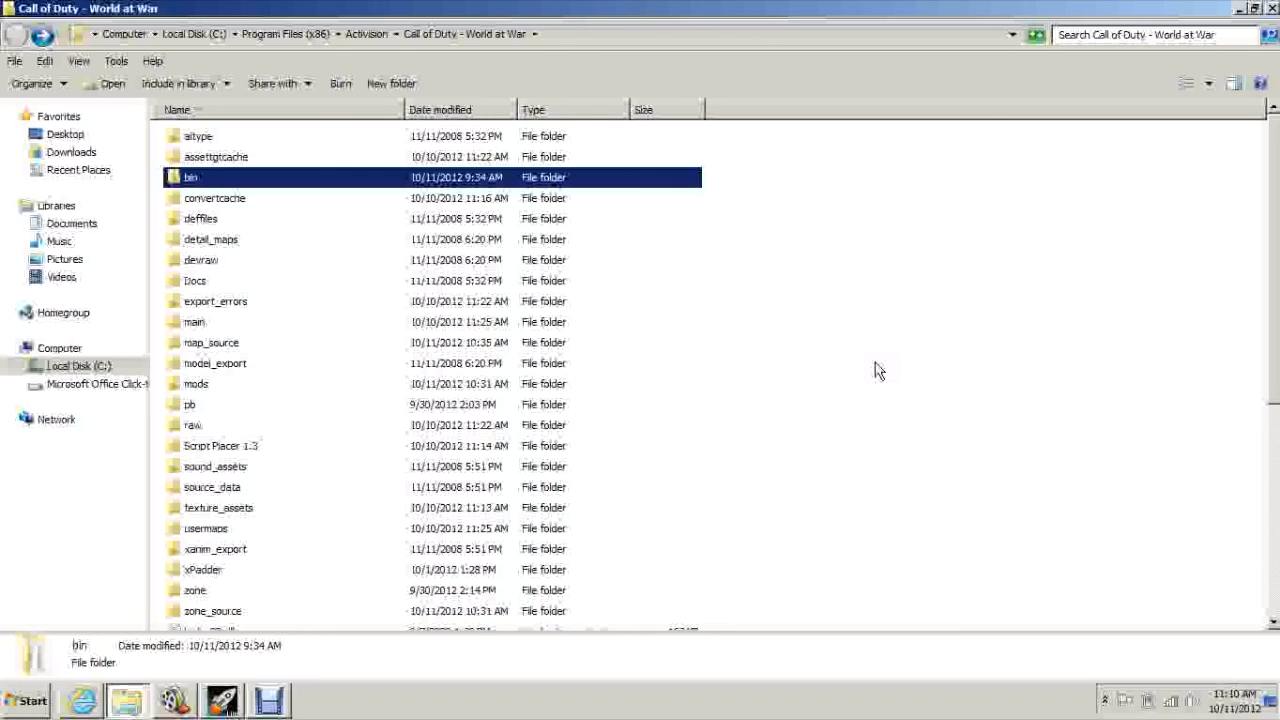 Call of Duty - World at War
Computer Local Disk (C:) Program Files (x86) Activision Call of Duty - World at War
Search Call of Duty - World at War
File Edit View Tools Help
Organize Open Include in library Share with Burn New folder
Name Date modified Type Size
Favorites
Desktop
Downloads
Recent Places
Libraries
Documents
Music
Pictures
Videos
Homegroup
Computer
Local Disk (C:)
Microsoft Office Click-t
Network
aitype 11/11/2008 5:32 PM File folder
assettgtcache 10/10/2012 11:22 AM File folder
bin 10/11/2012 9:34 AM File folder
convertcache 10/10/2012 11:16 AM File folder
deffiles 11/11/2008 5:32 PM File folder
detail_maps 11/11/2008 6:20 PM File folder
devraw 11/11/2008 6:20 PM File folder
Docs 11/11/2008 5:32 PM File folder
export_errors 10/10/2012 11:22 AM File folder
main 10/10/2012 11:25 AM File folder
map_source 10/10/2012 10:35 AM File folder
model_export 11/11/2008 6:20 PM File folder
mods 10/11/2012 10:31 AM File folder
pb 9/30/2012 2:03 PM File folder
raw 10/10/2012 11:22 AM File folder
Script Placer 1.3 10/10/2012 11:14 AM File folder
sound_assets 11/11/2008 5:51 PM File folder
source_data 11/11/2008 5:51 PM File folder
texture_assets 10/10/2012 11:13 AM File folder
usermaps 10/10/2012 11:25 AM File folder
xanim_export 11/11/2008 5:51 PM File folder
xPadder 10/1/2012 1:28 PM File folder
zone 9/30/2012 2:14 PM File folder
zone_source 10/11/2012 10:31 AM File folder
bin Date modified: 10/11/2012 9:34 AM
File folder
Start
11:10 AM
10/11/2012